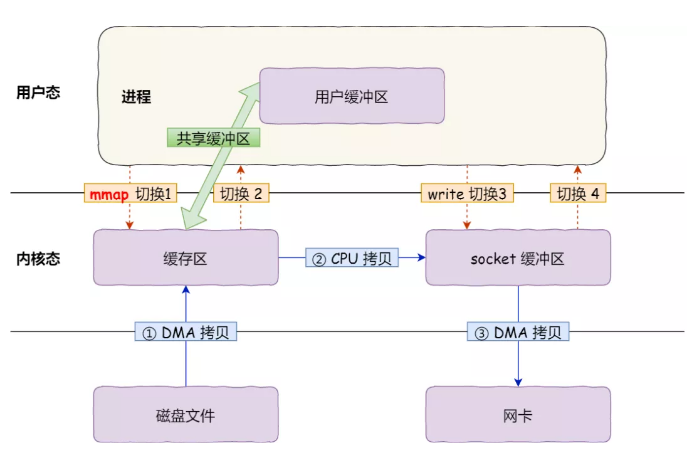 用户态
进程
用户缓冲区
共享缓冲区
mmap 切换1
切换 2
write 切换3
切换 4
内核态
缓存区
② CPU 拷贝
socket 缓冲区
① DMA 拷贝
③ DMA 拷贝
磁盘文件
网卡